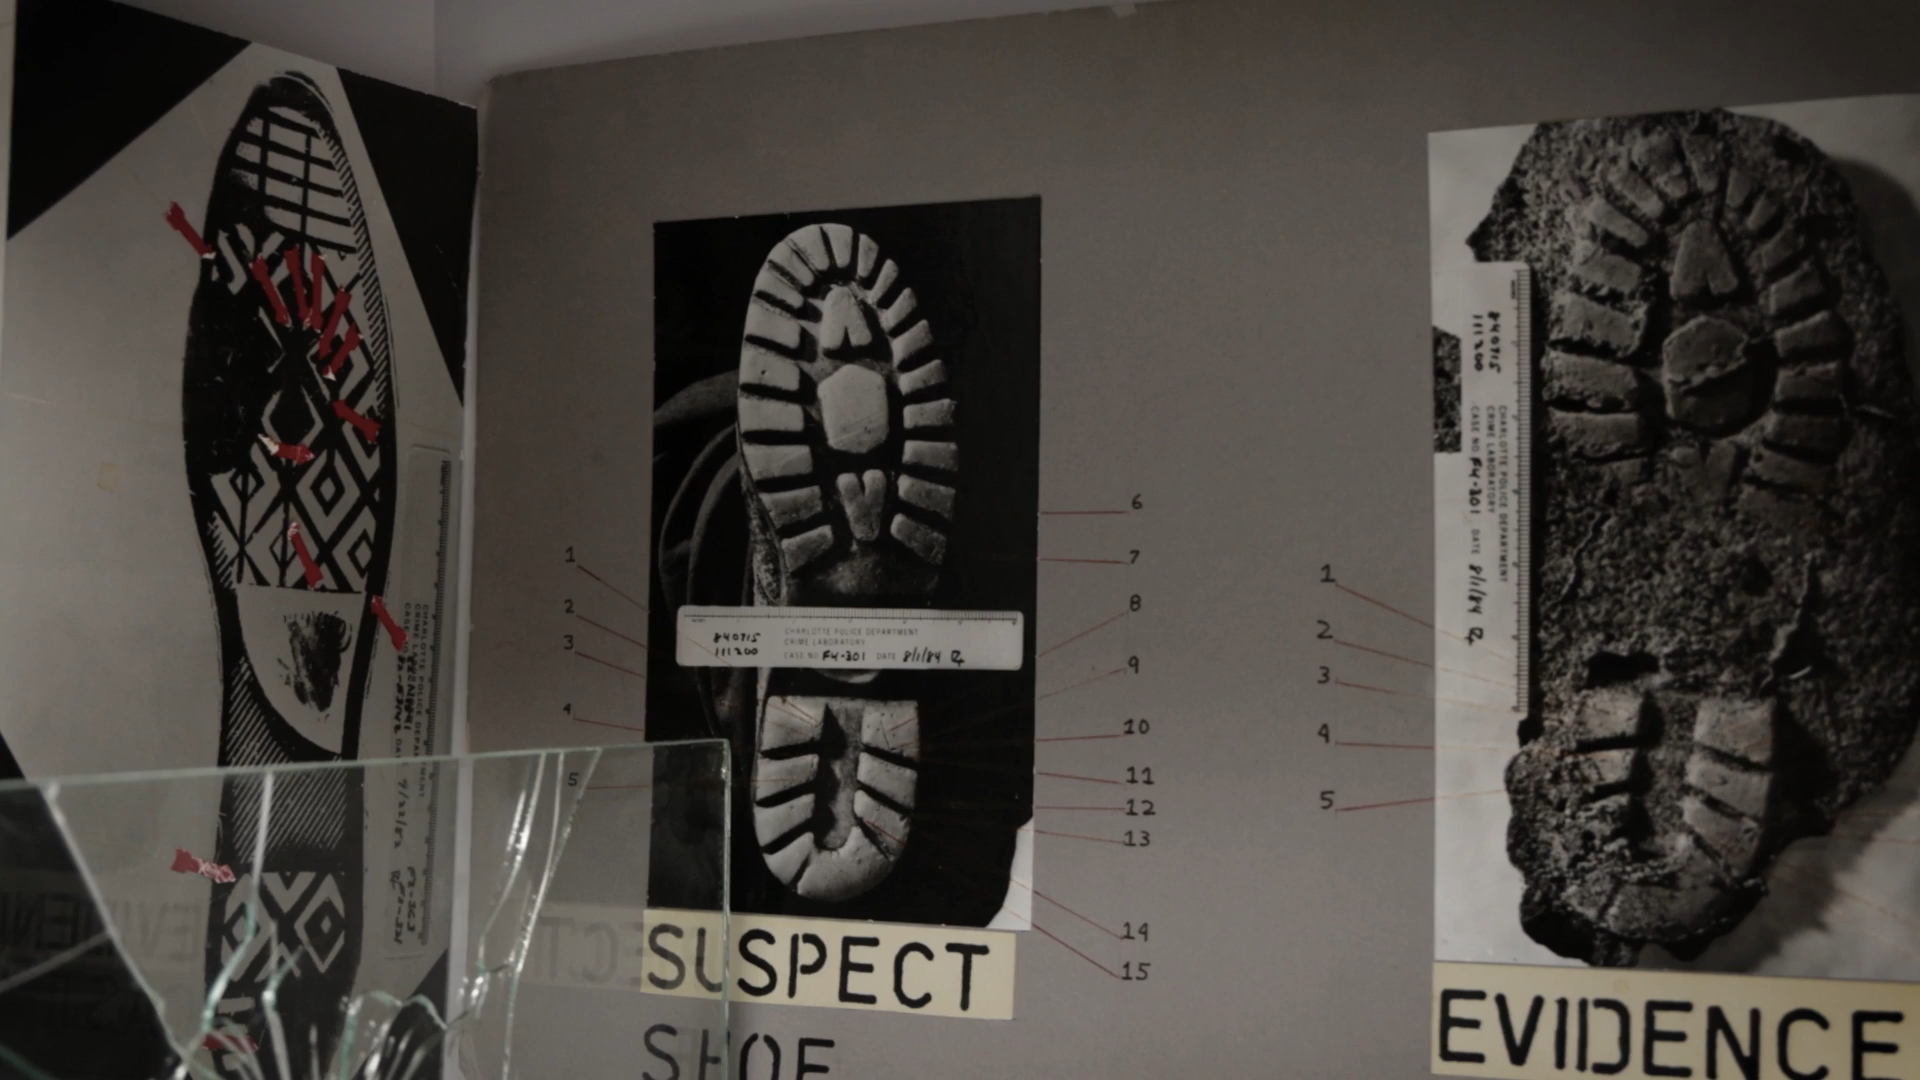 6
7
8
9
10
11
12
13
14
15
1
2
3
4
5
840715
111200
CHARLOTTE POLICE DEPARTMENT
CRIME LABORATORY
CASE NO. F4-301 DATE 8/1/84
SUSPECT
SHOE
1
2
3
4
5
840715
111200
CHARLOTTE POLICE DEPARTMENT
CRIME LABORATORY
CASE NO. F4-301 DATE 8/1/84
EVIDENCE